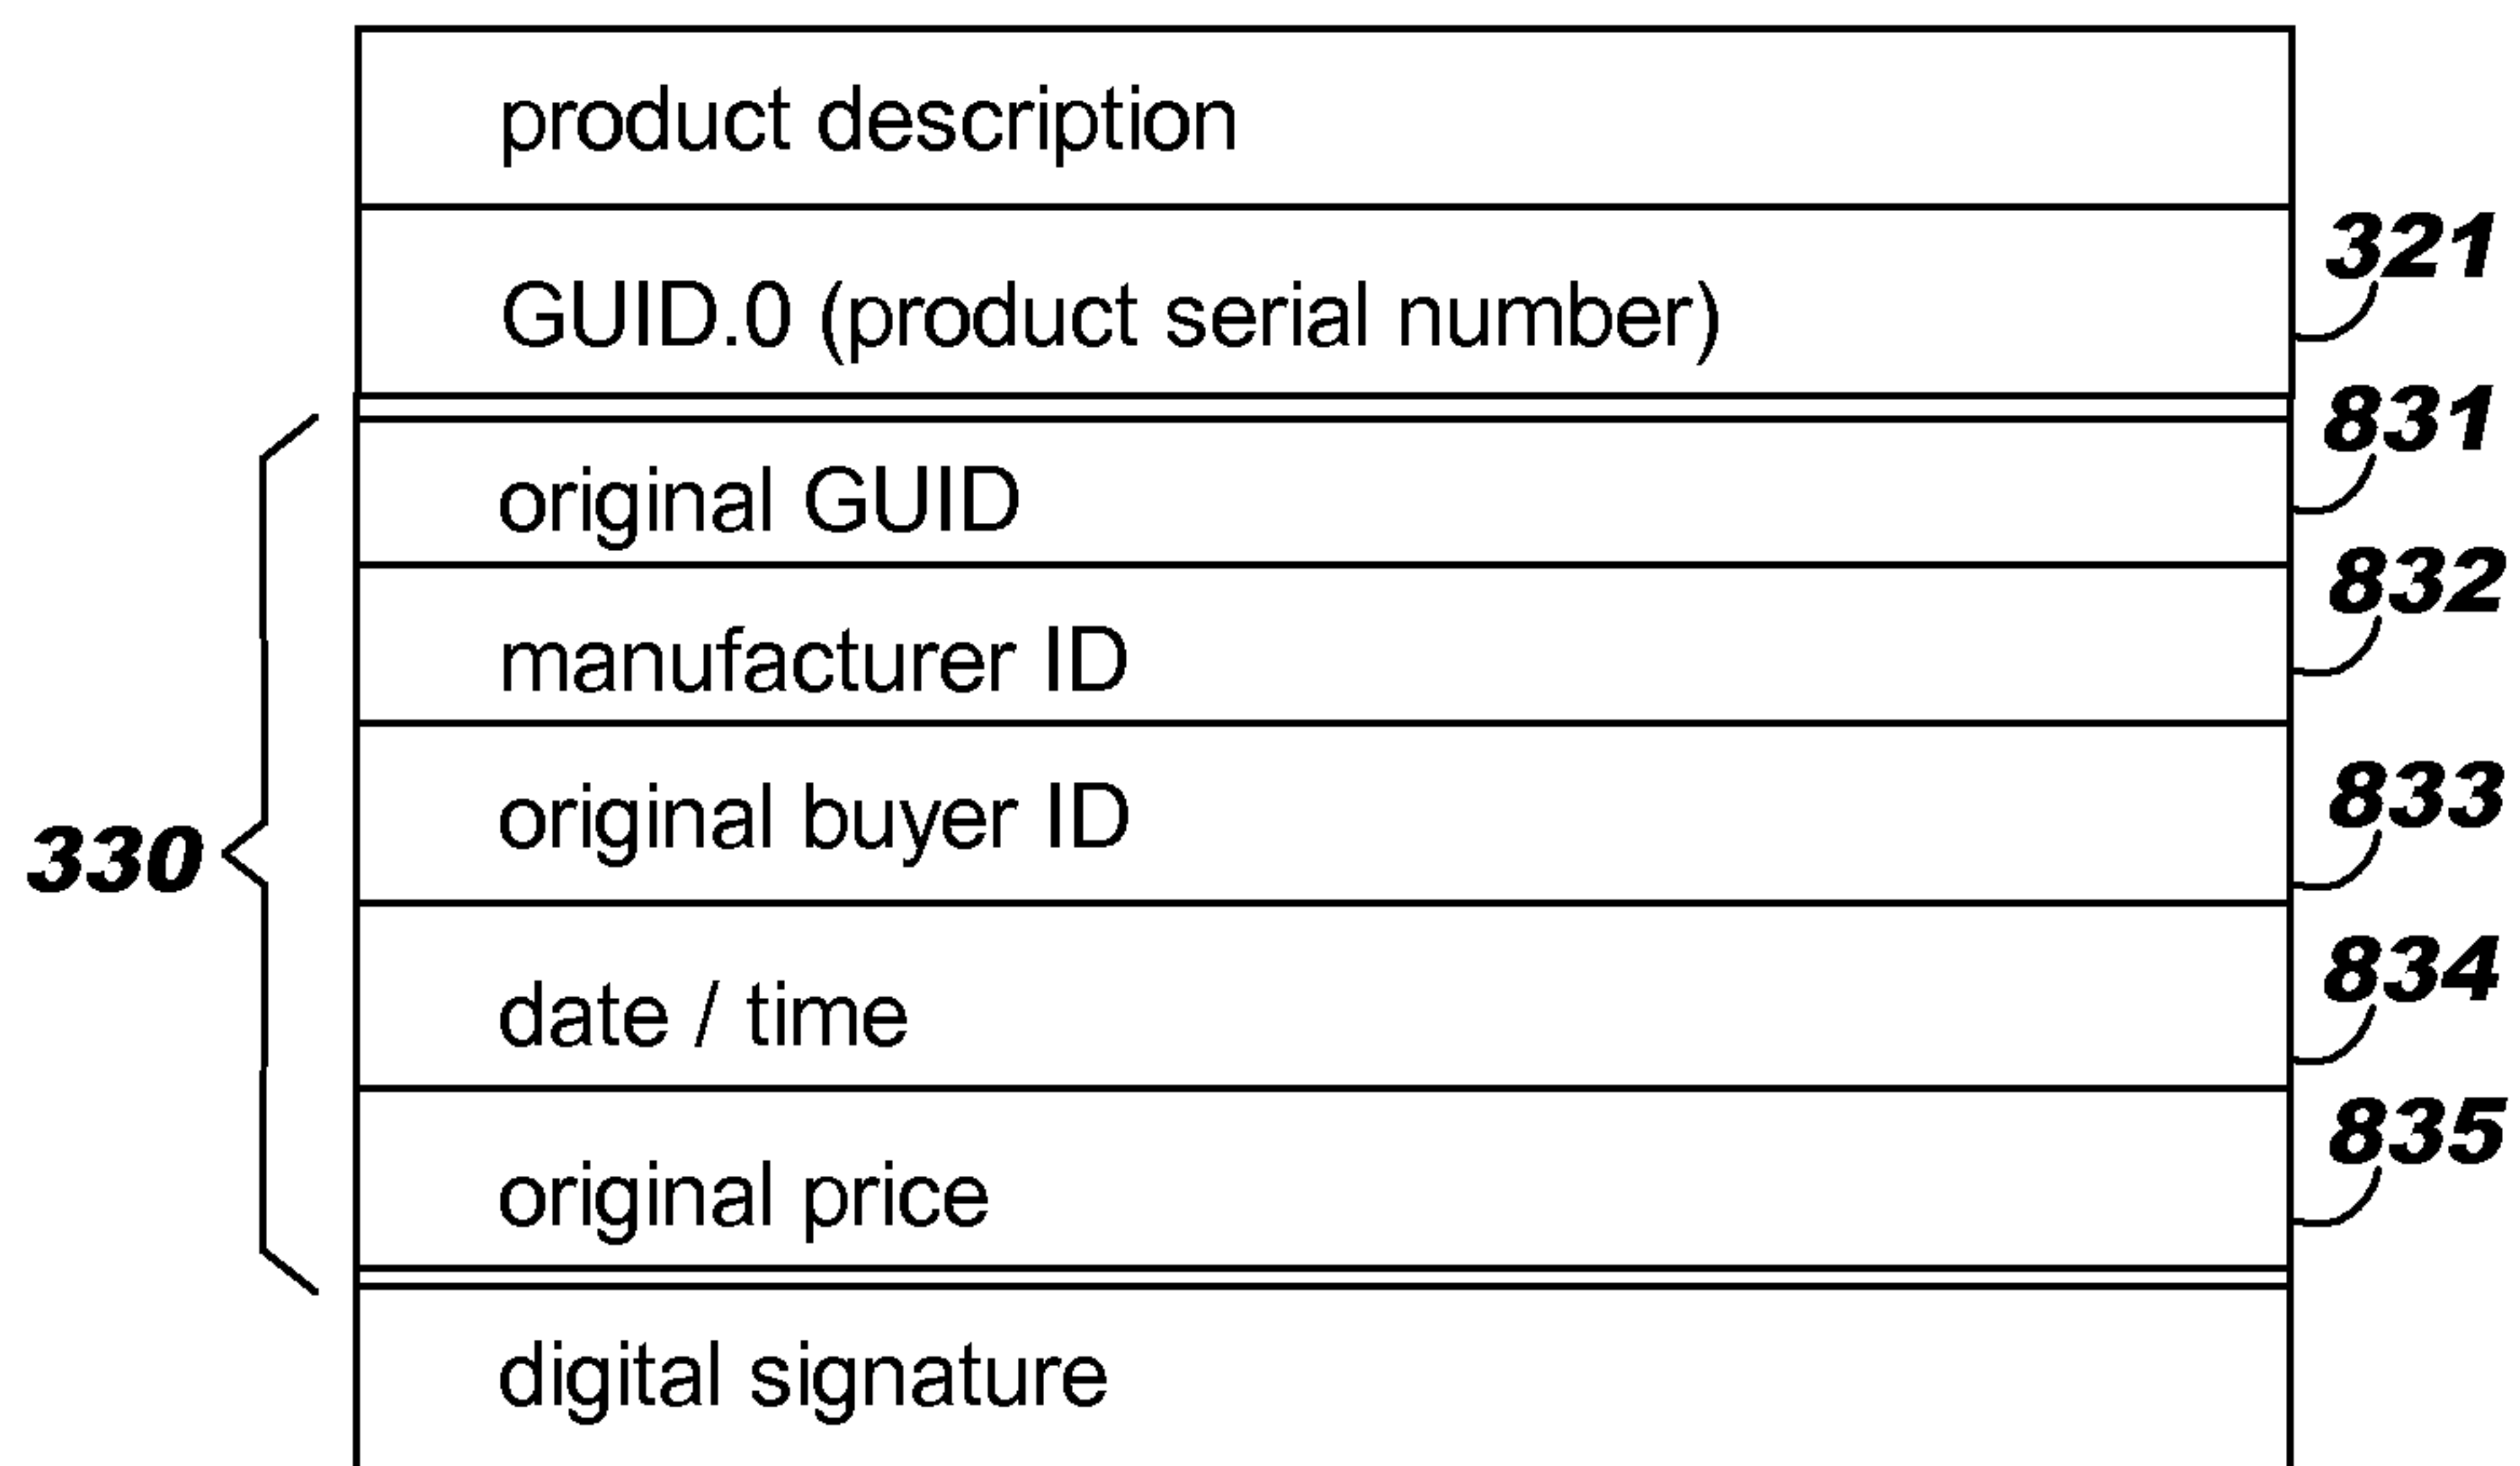 product description
GUID.0 (product serial number)
321
original GUID
831
manufacturer ID
832
330
original buyer ID
833
date / time
834
original price
835
digital signature